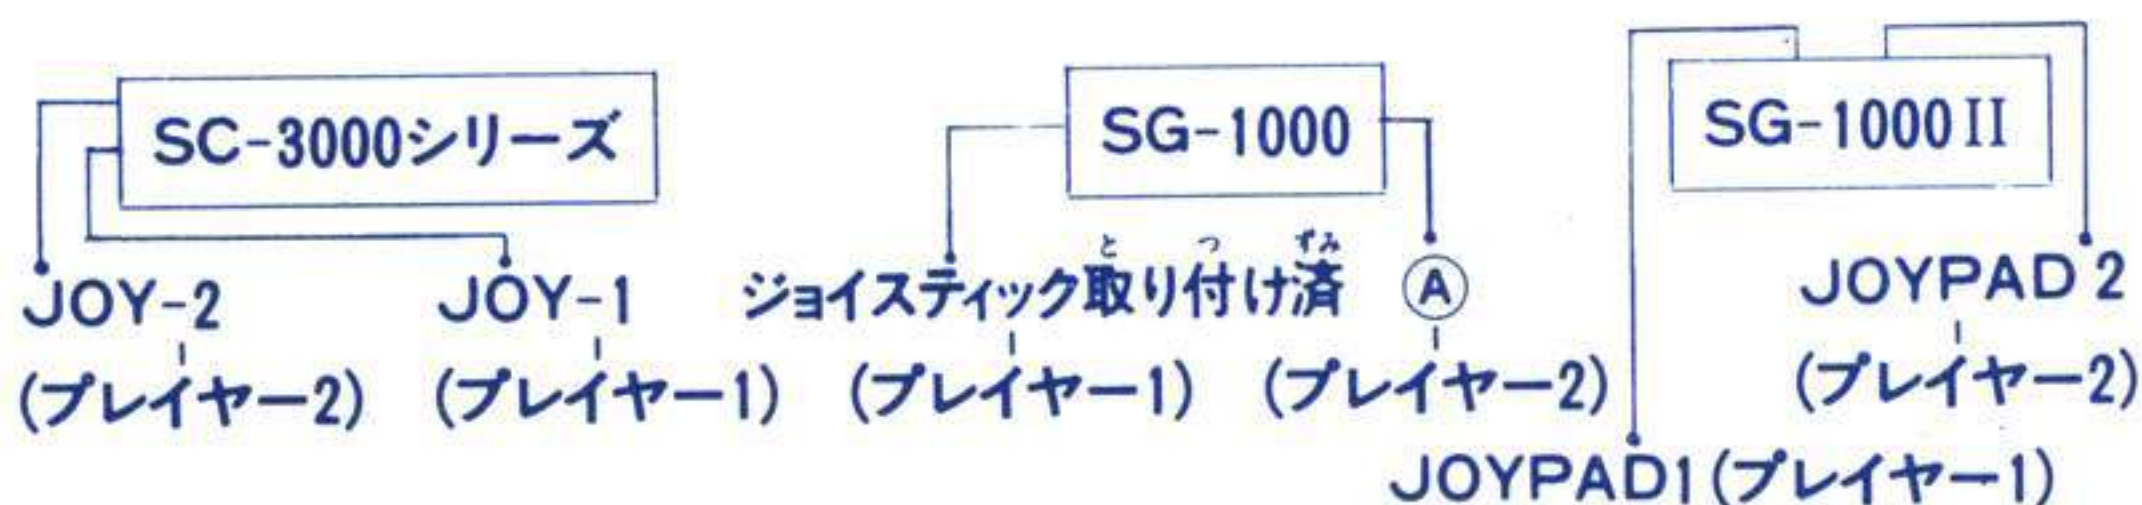 SC-3000シリーズ
SG-1000
SG-1000II
と つ ずみ
JOY-2
JOY-1
ジョイスティック取り付け済
Ⓐ
JOYPAD 2
(プレイヤー2)
(プレイヤー1)
(プレイヤー1)
(プレイヤー2)
(プレイヤー2)
JOYPAD1(プレイヤー1)